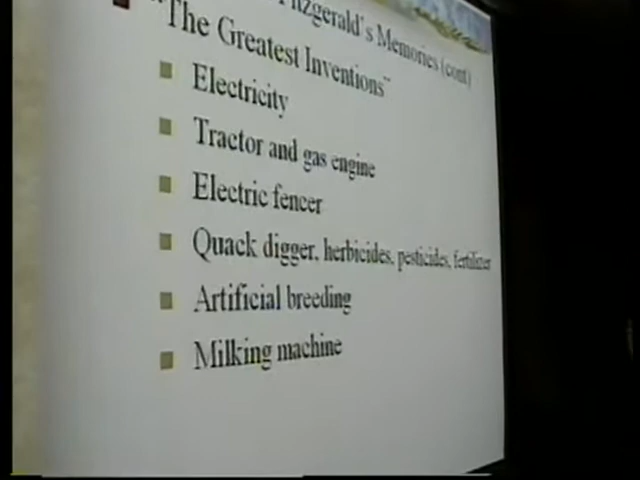 Fitzgerald's Memories (cont)
"The Greatest Inventions"
Electricity
Tractor and gas engine
Electric fencer
Quack digger, herbicides, pesticides, fertilizer
Artificial breeding
Milking machine